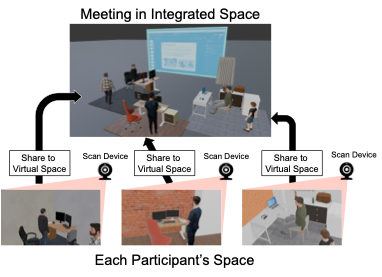 Meeting in Integrated Space
Share to
Virtual Space
Scan Device
Share to
Virtual Space
Scan Device
Share to
Virtual Space
Scan Device
Each Participant's Space